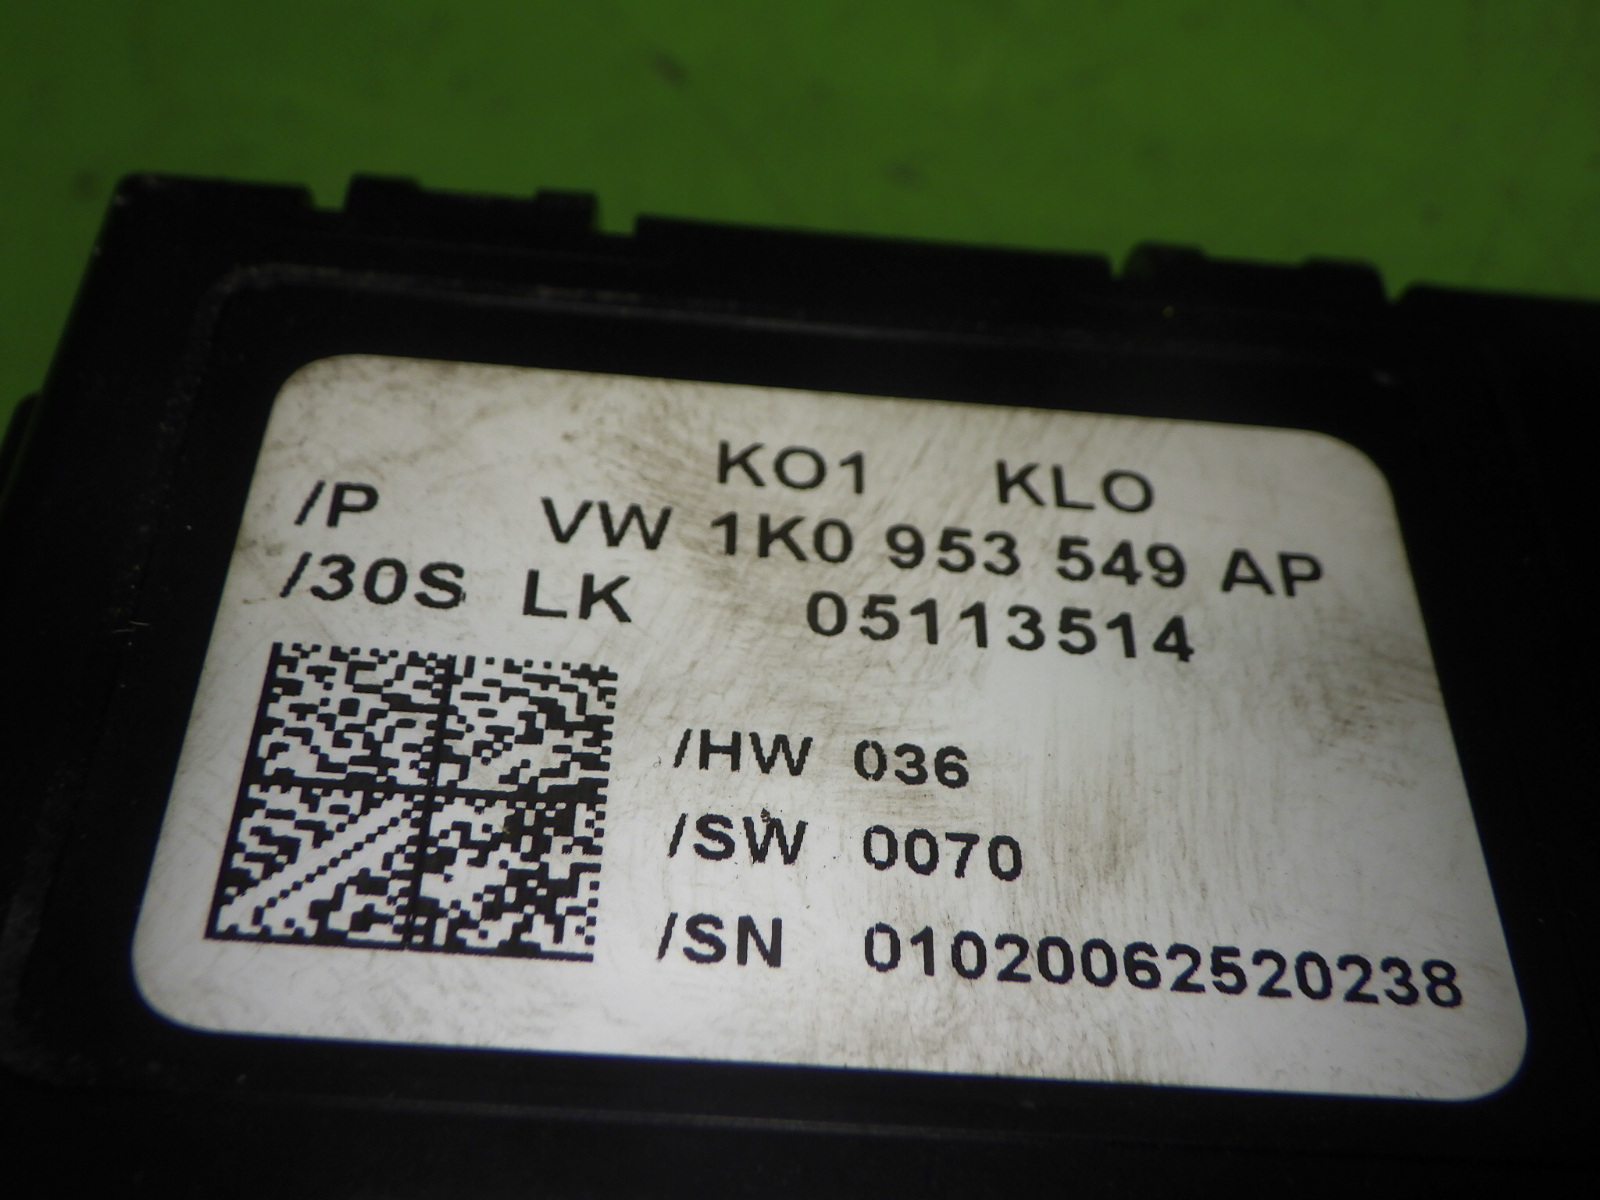 KO1 KLO
/P VW 1K0 953 549 AP
/30S LK 05113514
/HW 036
/SW 0070
/SN 01020062520238